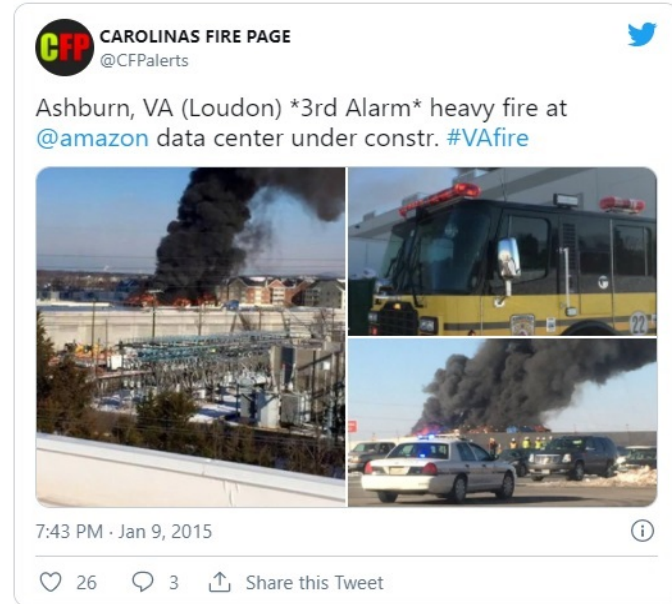 CFP
CAROLINAS FIRE PAGE
@CFPalerts
Ashburn, VA (Loudon) *3rd Alarm* heavy fire at
@amazon data center under constr. #VAfire
22
7:43 PM · Jan 9, 2015
26
3
Share this Tweet